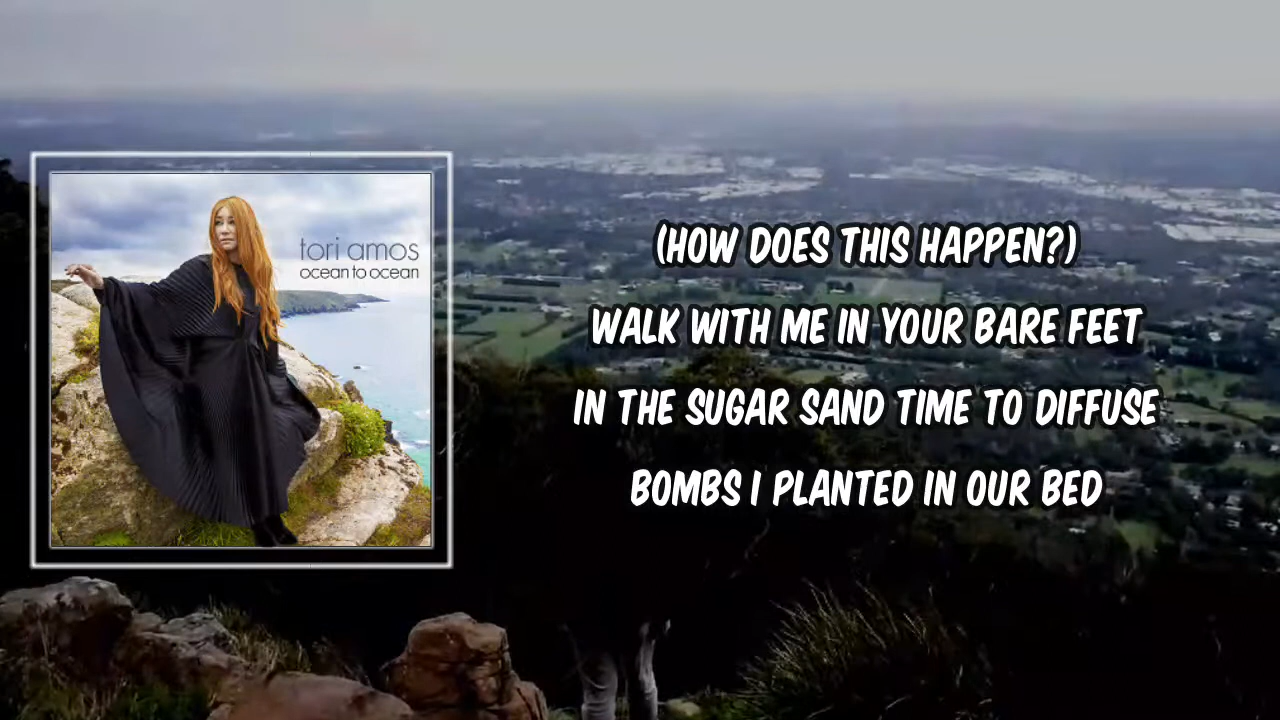 tori amos
ocean to ocean
(HOW DOES THIS HAPPEN?)
WALK WITH ME IN YOUR BARE FEET
IN THE SUGAR SAND TIME TO DIFFUSE
BOMBS I PLANTED IN OUR BED